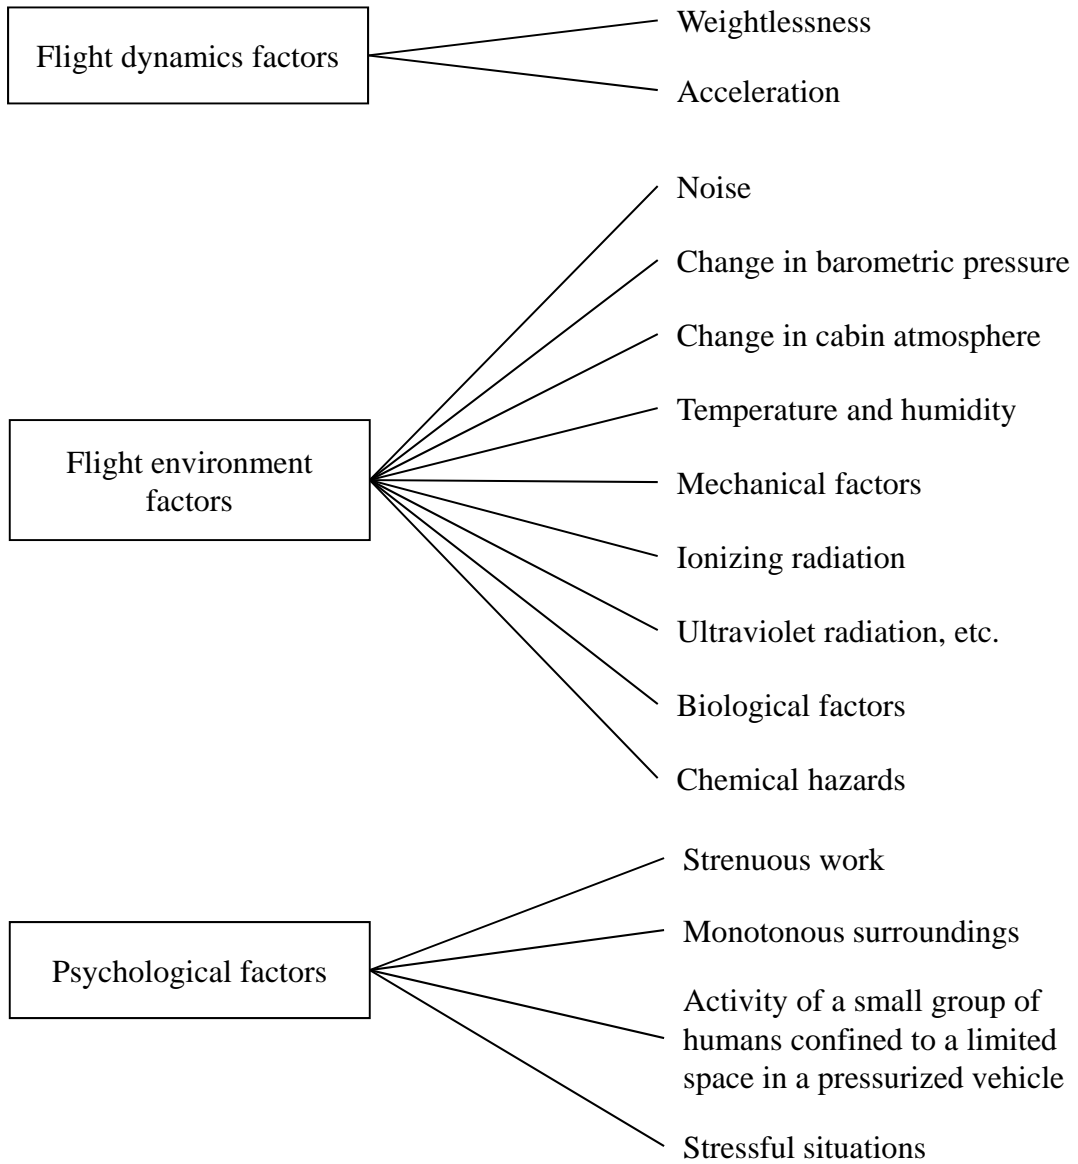 Flight dynamics factors
Weightlessness
Acceleration
Flight environment
factors
Noise
Change in barometric pressure
Change in cabin atmosphere
Temperature and humidity
Mechanical factors
Ionizing radiation
Ultraviolet radiation, etc.
Biological factors
Chemical hazards
Psychological factors
Strenuous work
Monotonous surroundings
Activity of a small group of
humans confined to a limited
space in a pressurized vehicle
Stressful situations